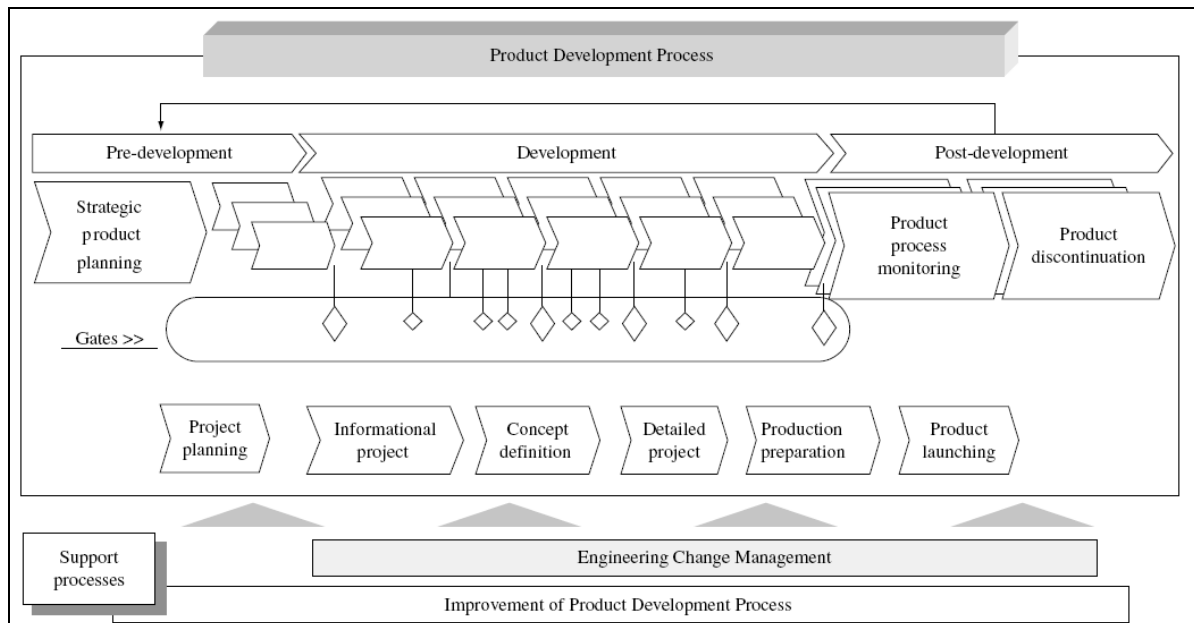 Product Development Process
Pre-development
Development
Post-development
Strategic
product
planning
Product
process
monitoring
Product
discontinuation
Gates >>
Project
planning
Informational
project
Concept
definition
Detailed
project
Production
preparation
Product
launching
Support
processes
Engineering Change Management
Improvement of Product Development Process